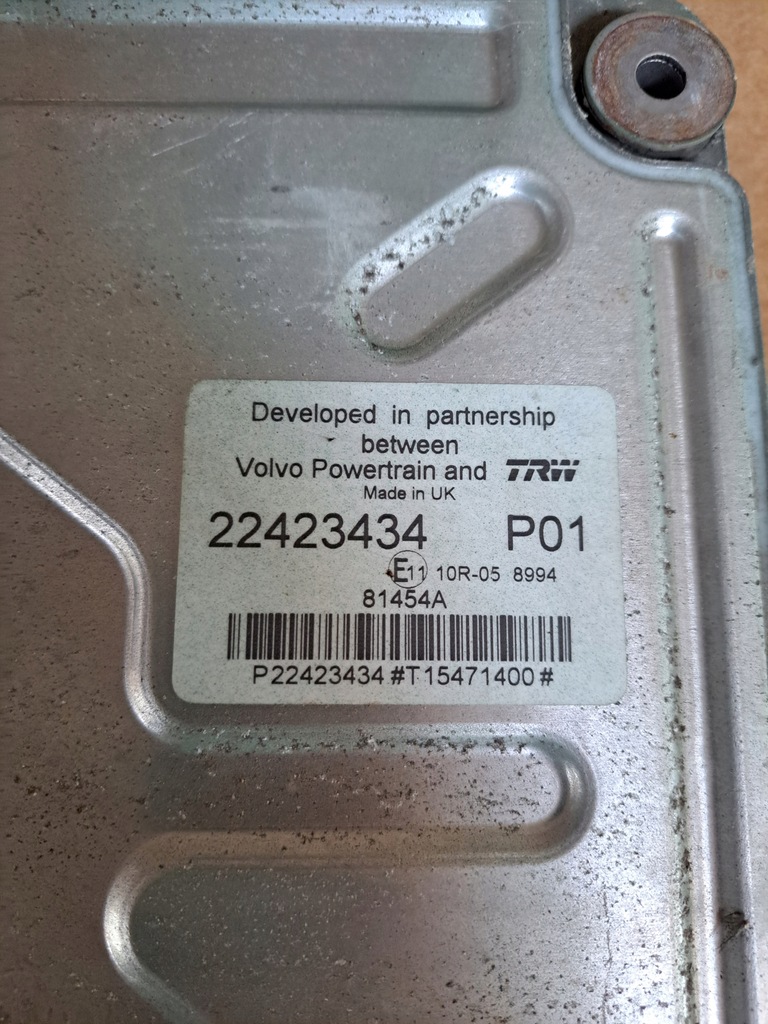 Developed in partnership
between
Volvo Powertrain and TRW
Made in UK
22423434 P01
E11 10R-05 8994
81454A
P22423434#T15471400#